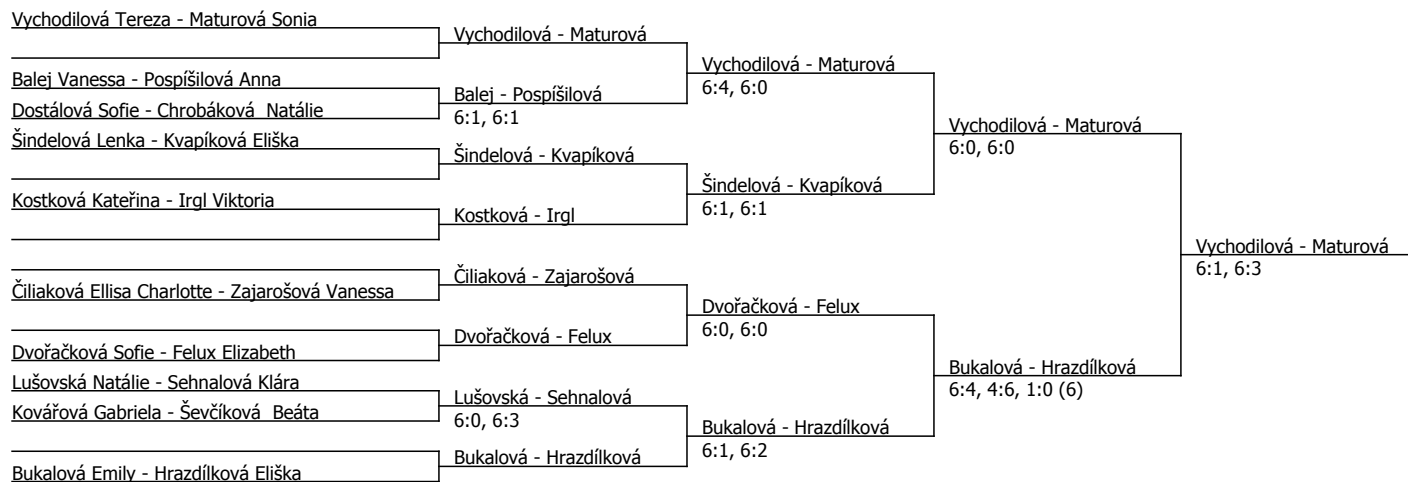 Vychodilová Tereza - Maturová Sonia
Balej Vanessa - Pospíšilová Anna
Dostálová Sofie - Chrobáková  Natálie
Šindelová Lenka - Kvapíková Eliška
Kostková Kateřina - Irgl Viktoria
Čiliaková Ellisa Charlotte - Zajarošová Vanessa
Dvořačková Sofie - Felux Elizabeth
Lušovská Natálie - Sehnalová Klára
Kovářová Gabriela - Ševčíková  Beáta
Bukalová Emily - Hrazdílková Eliška
Vychodilová - Maturová
Balej - Pospíšilová
6:1, 6:1
Šindelová - Kvapíková
Kostková - Irgl
Čiliaková - Zajarošová
Dvořačková - Felux
Lušovská - Sehnalová
6:0, 6:3
Bukalová - Hrazdílková
Vychodilová - Maturová
6:4, 6:0
Šindelová - Kvapíková
6:1, 6:1
Dvořačková - Felux
6:0, 6:0
Bukalová - Hrazdílková
6:1, 6:2
Vychodilová - Maturová
6:0, 6:0
Bukalová - Hrazdílková
6:4, 4:6, 1:0 (6)
Vychodilová - Maturová
6:1, 6:3